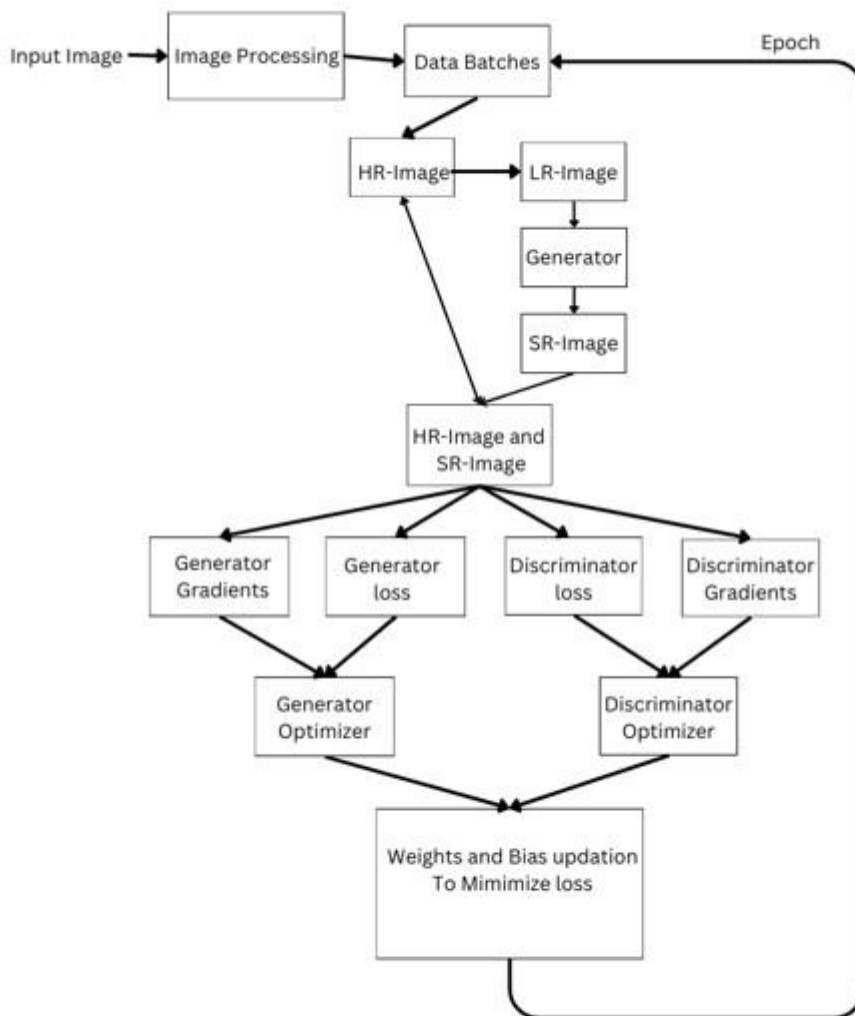 Epoch
Input Image
Image Processing
Data Batches
HR-Image
LR-Image
Generator
SR-Image
HR-Image and
SR-Image
Generator
Gradients
Generator
loss
Discriminator
loss
Discriminator
Gradients
Generator
Optimizer
Discriminator
Optimizer
Weights and Bias updation
To Mimimize loss